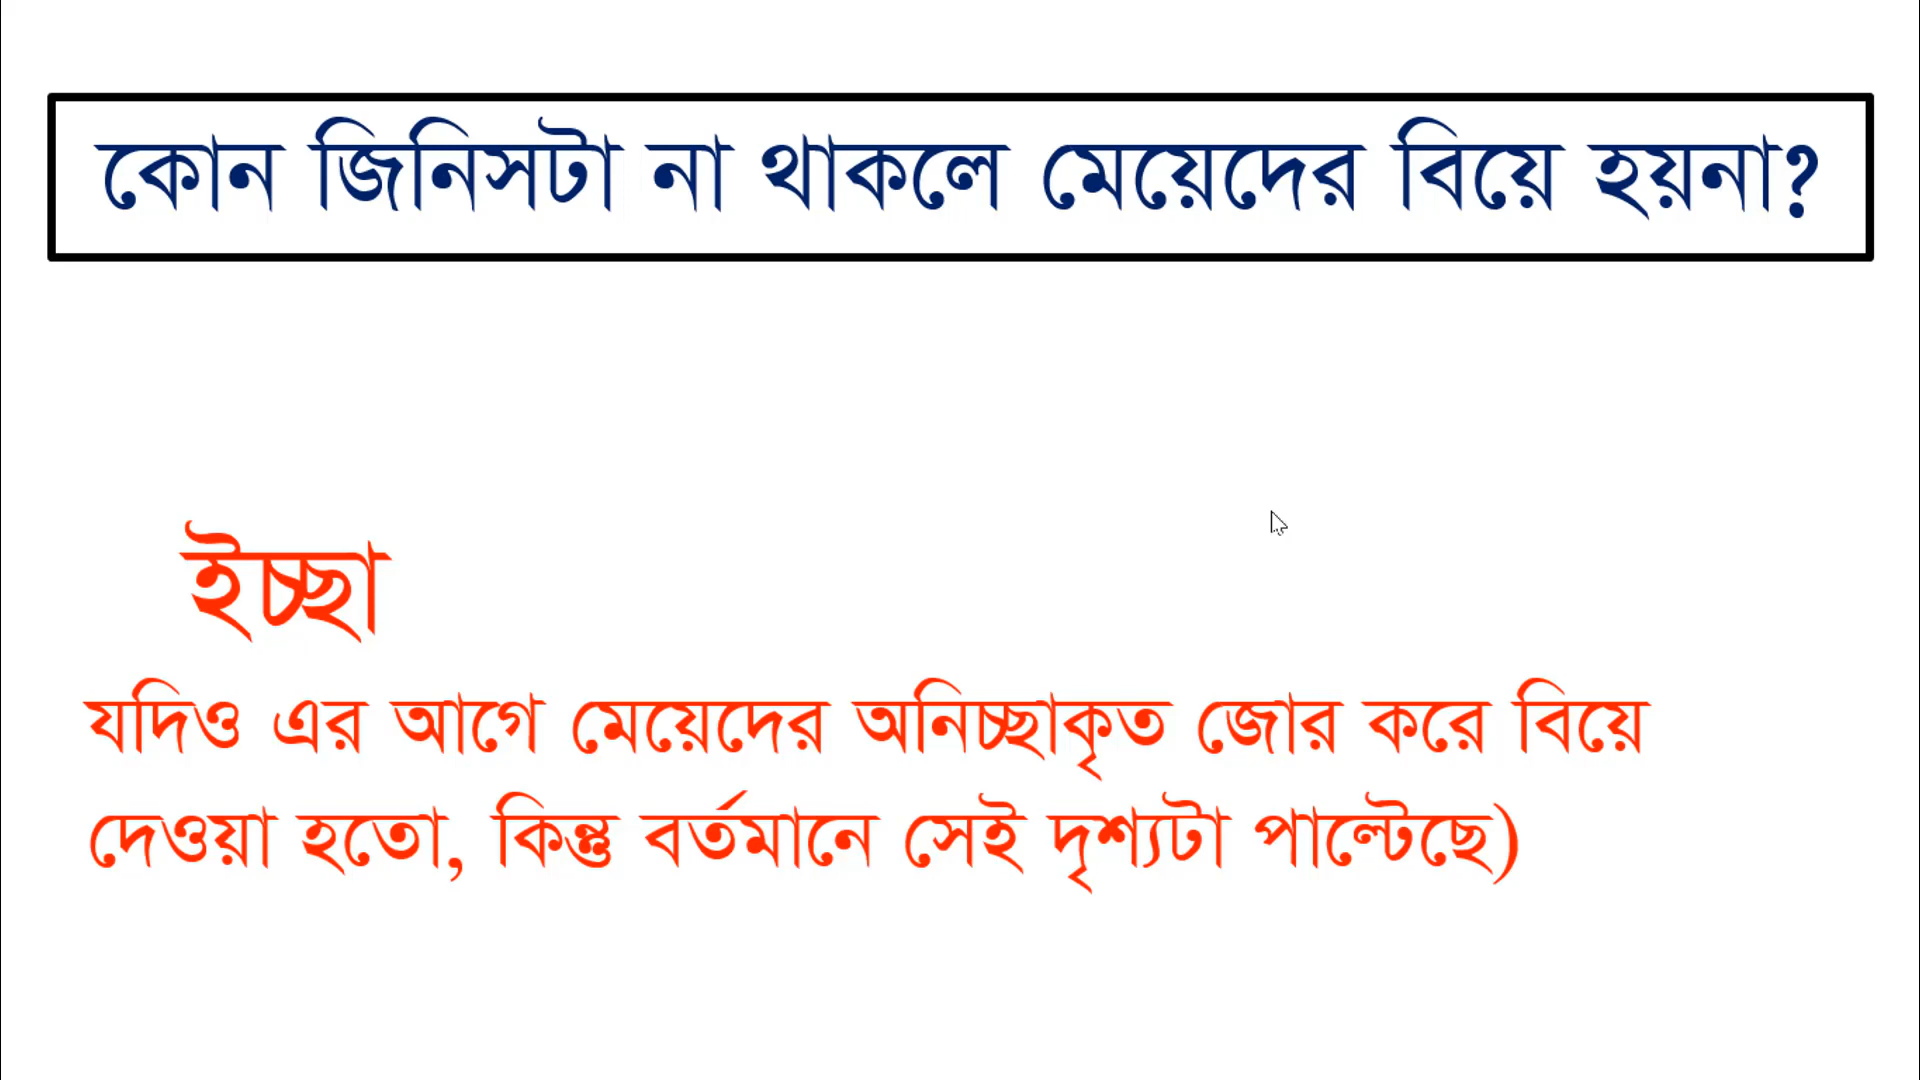 কোন জিনিসটা না থাকলে মেয়েদের বিয়ে হয়না?
ইচ্ছা
যদিও এর আগে মেয়েদের অনিচ্ছাকৃত জোর করে বিয়ে
দেওয়া হতো, কিন্তু বর্তমানে সেই দৃশ্যটা পাল্টেছে)